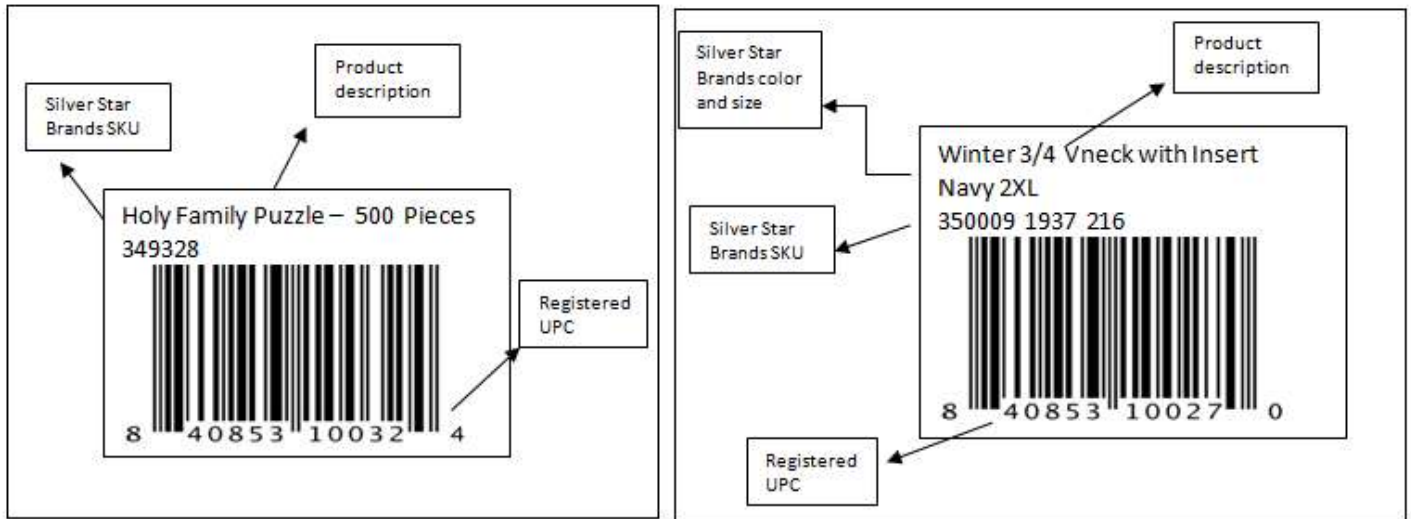 Product
description
Silver Star
Brands SKU
Holy Family Puzzle – 500 Pieces
349328
Registered
UPC
8 40853 10032 4
Silver Star
Brands color
and size
Product
description
Winter 3/4 Vneck with Insert
Navy 2XL
350009 1937 216
Silver Star
Brands SKU
8 40853 10027 0
Registered
UPC